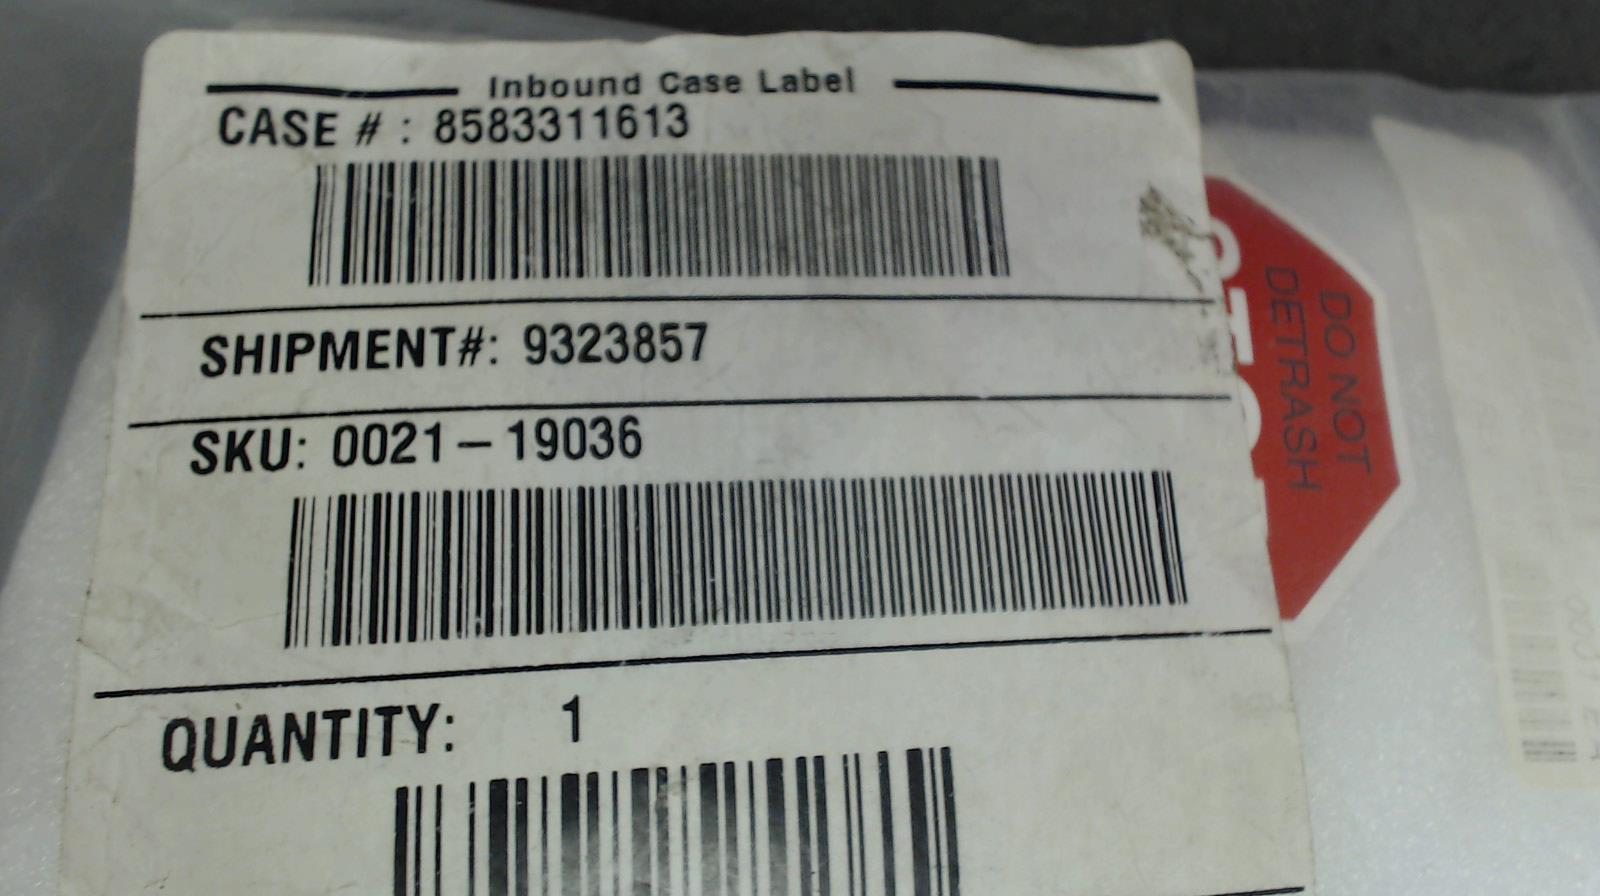 Inbound Case Label
CASE # : 8583311613
SHIPMENT#: 9323857
SKU: 0021-19036
QUANTITY: 1
DO NOT
DETRASH